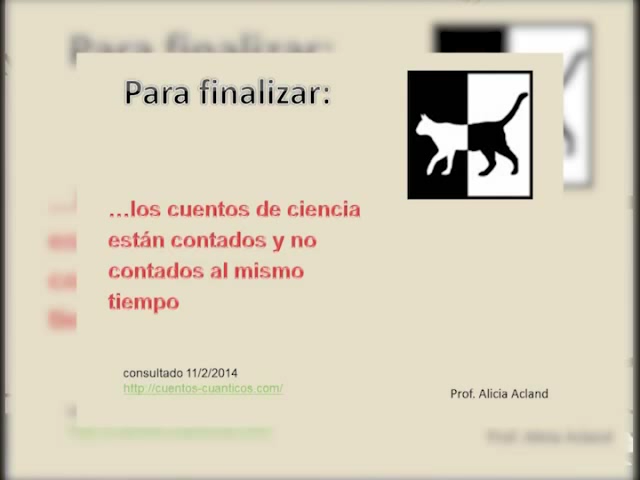 Para finalizar:
...los cuentos de ciencia
están contados y no
contados al mismo
tiempo
consultado 11/2/2014
http://cuentos-cuanticos.com/
Prof. Alicia Acland